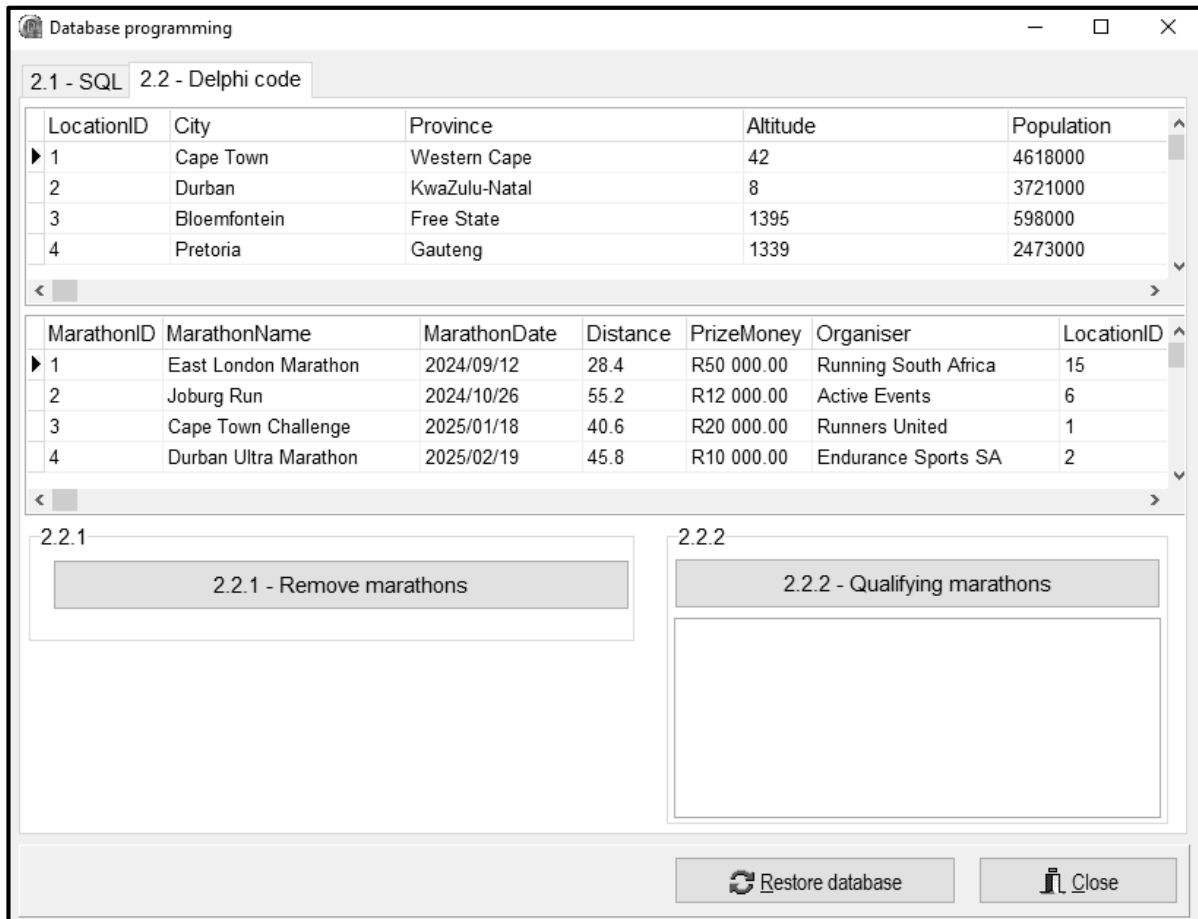 Database programming
2.1 - SQL 2.2 - Delphi code
LocationID City Province Altitude Population
1 Cape Town Western Cape 42 4618000
2 Durban KwaZulu-Natal 8 3721000
3 Bloemfontein Free State 1395 598000
4 Pretoria Gauteng 1339 2473000
MarathonID MarathonName MarathonDate Distance PrizeMoney Organiser LocationID
1 East London Marathon 2024/09/12 28.4 R50 000.00 Running South Africa 15
2 Joburg Run 2024/10/26 55.2 R12 000.00 Active Events 6
3 Cape Town Challenge 2025/01/18 40.6 R20 000.00 Runners United 1
4 Durban Ultra Marathon 2025/02/19 45.8 R10 000.00 Endurance Sports SA 2
2.2.1 2.2.2
2.2.1 - Remove marathons 2.2.2 - Qualifying marathons
Restore database Close